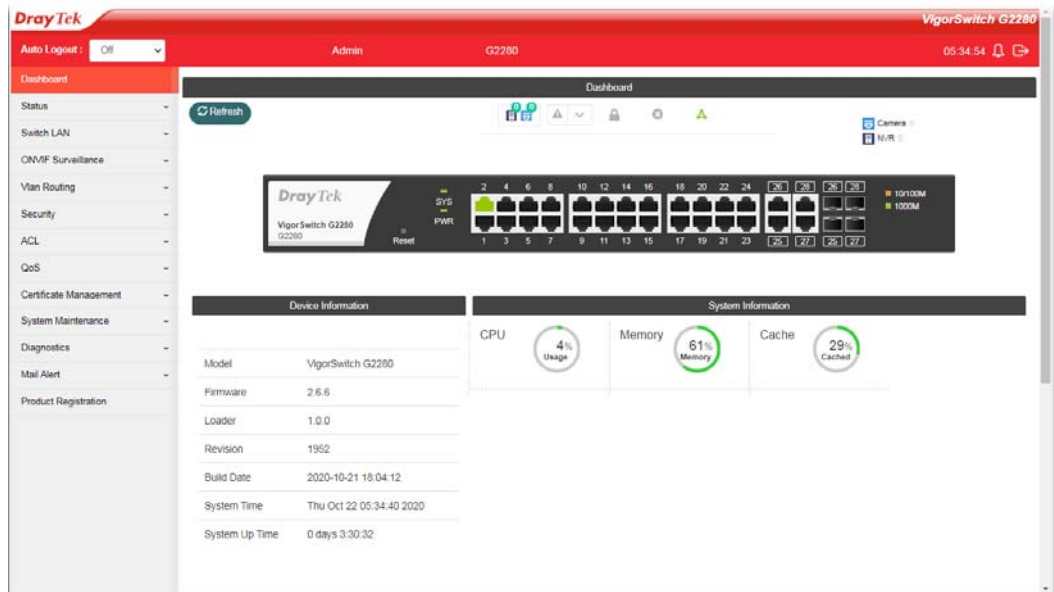 DrayTek
VigorSwitch G2280
Auto Logout :
Off
Admin
G2280
05:34:54
Dashboard
Status
Switch LAN
ONVIF Surveillance
Vlan Routing
Security
ACL
QoS
Certificate Management
System Maintenance
Diagnostics
Mail Alert
Product Registration
Dashboard
Refresh
0 0
Camera 0
NVR 0
DrayTek
VigorSwitch G2280
G2280
Reset
SYS
PWR
2 4 6 8 10 12 14 16 18 20 22 24 26 28 26 28
1 3 5 7 9 11 13 15 17 19 21 23 25 27 25 27
10/100M
1000M
Device Information
Model VigorSwitch G2280
Firmware 2.6.6
Loader 1.0.0
Revision 1952
Build Date 2020-10-21 18:04:12
System Time Thu Oct 22 05:34:40 2020
System Up Time 0 days 3:30:32
System Information
CPU
4%
Usage
Memory
61%
Memory
Cache
29%
Cached